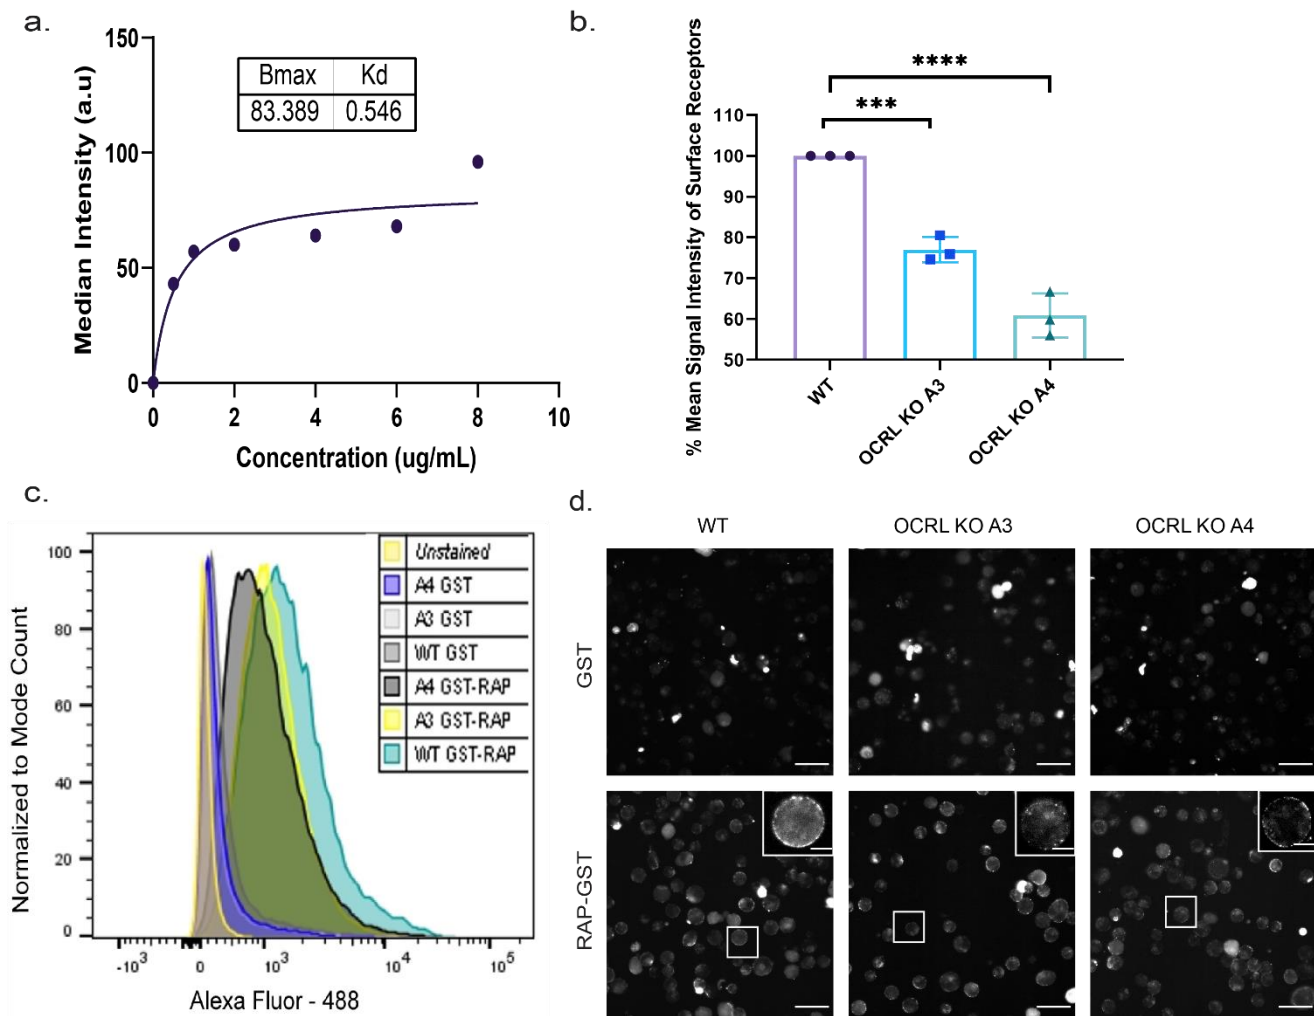 a.
150
100
50
0
Median Intensity (a.u)
Bmax Kd
83.389 0.546
0 2 4 6 8 10
Concentration (ug/mL)
b.
% Mean Signal Intensity of Surface Receptors
****
***
110
100
90
80
70
60
50
WT
OCRL KO A3
OCRL KO A4
c.
Normalized to Mode Count
100
80
60
40
20
0
-10³ 0 10³ 10⁴ 10⁵
Alexa Fluor - 488
Unstained
A4 GST
A3 GST
WT GST
A4 GST-RAP
A3 GST-RAP
WT GST-RAP
d.
WT OCRL KO A3 OCRL KO A4
GST
RAP-GST